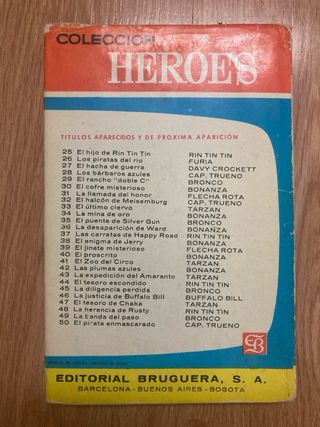 COLECCION
HEROES
TITULOS APARECIDOS Y DE PROXIMA APARICION
25 El hijo de Rin Tin Tin RIN TIN TIN
26 Los piratas del río FURIA
27 El hacha de guerra DAVY CROCKETT
28 Los bárbaros azules CAP. TRUENO
29 El rancho "doble C" BRONCO
30 El cofre misterioso BONANZA
31 La llamada del honor FLECHA ROTA
32 El halcón de Meisemburg CAP. TRUENO
33 El último ciervo TARZAN
34 La mina de oro BONANZA
35 El puente de Silver Gun BRONCO
36 La desaparición de Ward BONANZA
37 Las carretas de Happy Road RIN TIN TIN
38 El enigma de Jerry BONANZA
39 El jinete misterioso FLECHA ROTA
40 El proscrito BONANZA
41 El Zoo del Circo TARZAN
42 Las plumas azules BONANZA
43 La expedición del Amaranto TARZAN
44 El tesoro escondido RIN TIN TIN
45 La diligencia perdida BRONCO
46 La justicia de Buffalo Bill BUFFALO BILL
47 El tesoro de Chaka TARZAN
48 La herencia de Rusty RIN TIN TIN
49 La banda del paso BRONCO
50 El pirata enmascarado CAP. TRUENO
EB
EDITORIAL BRUGUERA, S. A.
BARCELONA - BUENOS AIRES - BOGOTA